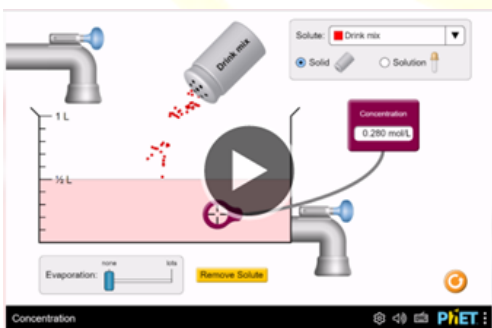 Solute: Drink mix
Solid Solution
Drink mix
Concentration
0.280 mol/L
1 L
½ L
none lots
Evaporation:
Remove Solute
Concentration
PhET